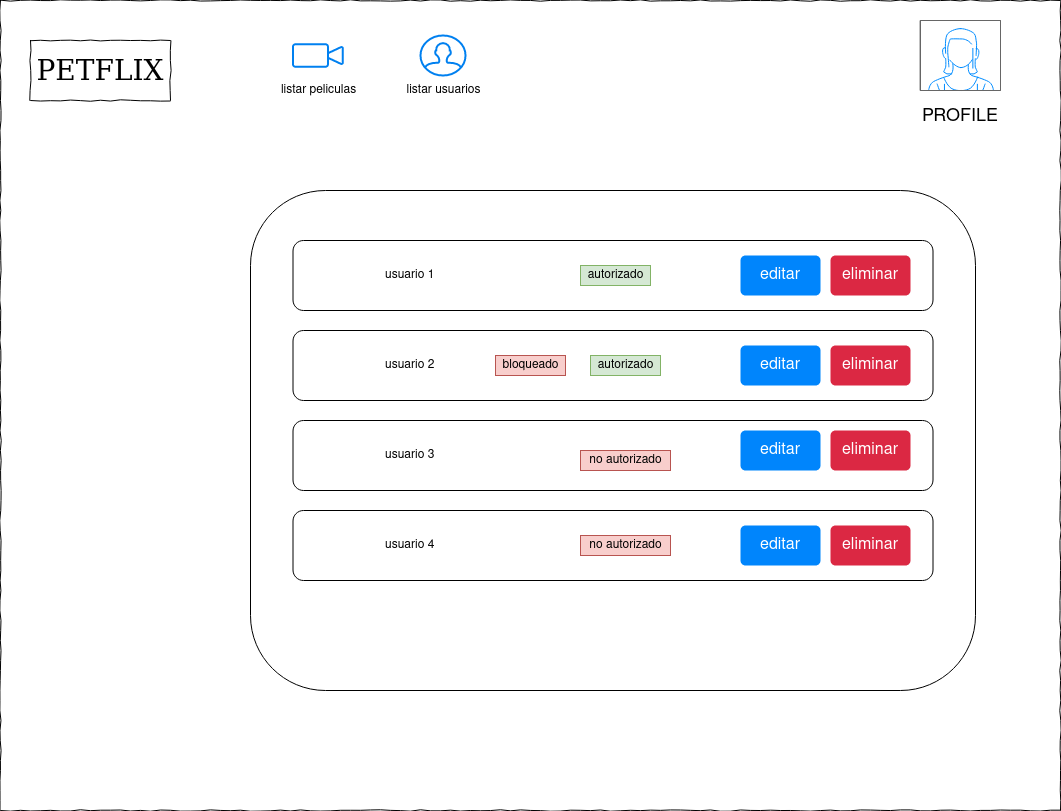 PETFLIX
listar peliculas
listar usuarios
PROFILE
usuario 1 autorizado editar eliminar
usuario 2 bloqueado autorizado editar eliminar
usuario 3 no autorizado editar eliminar
usuario 4 no autorizado editar eliminar